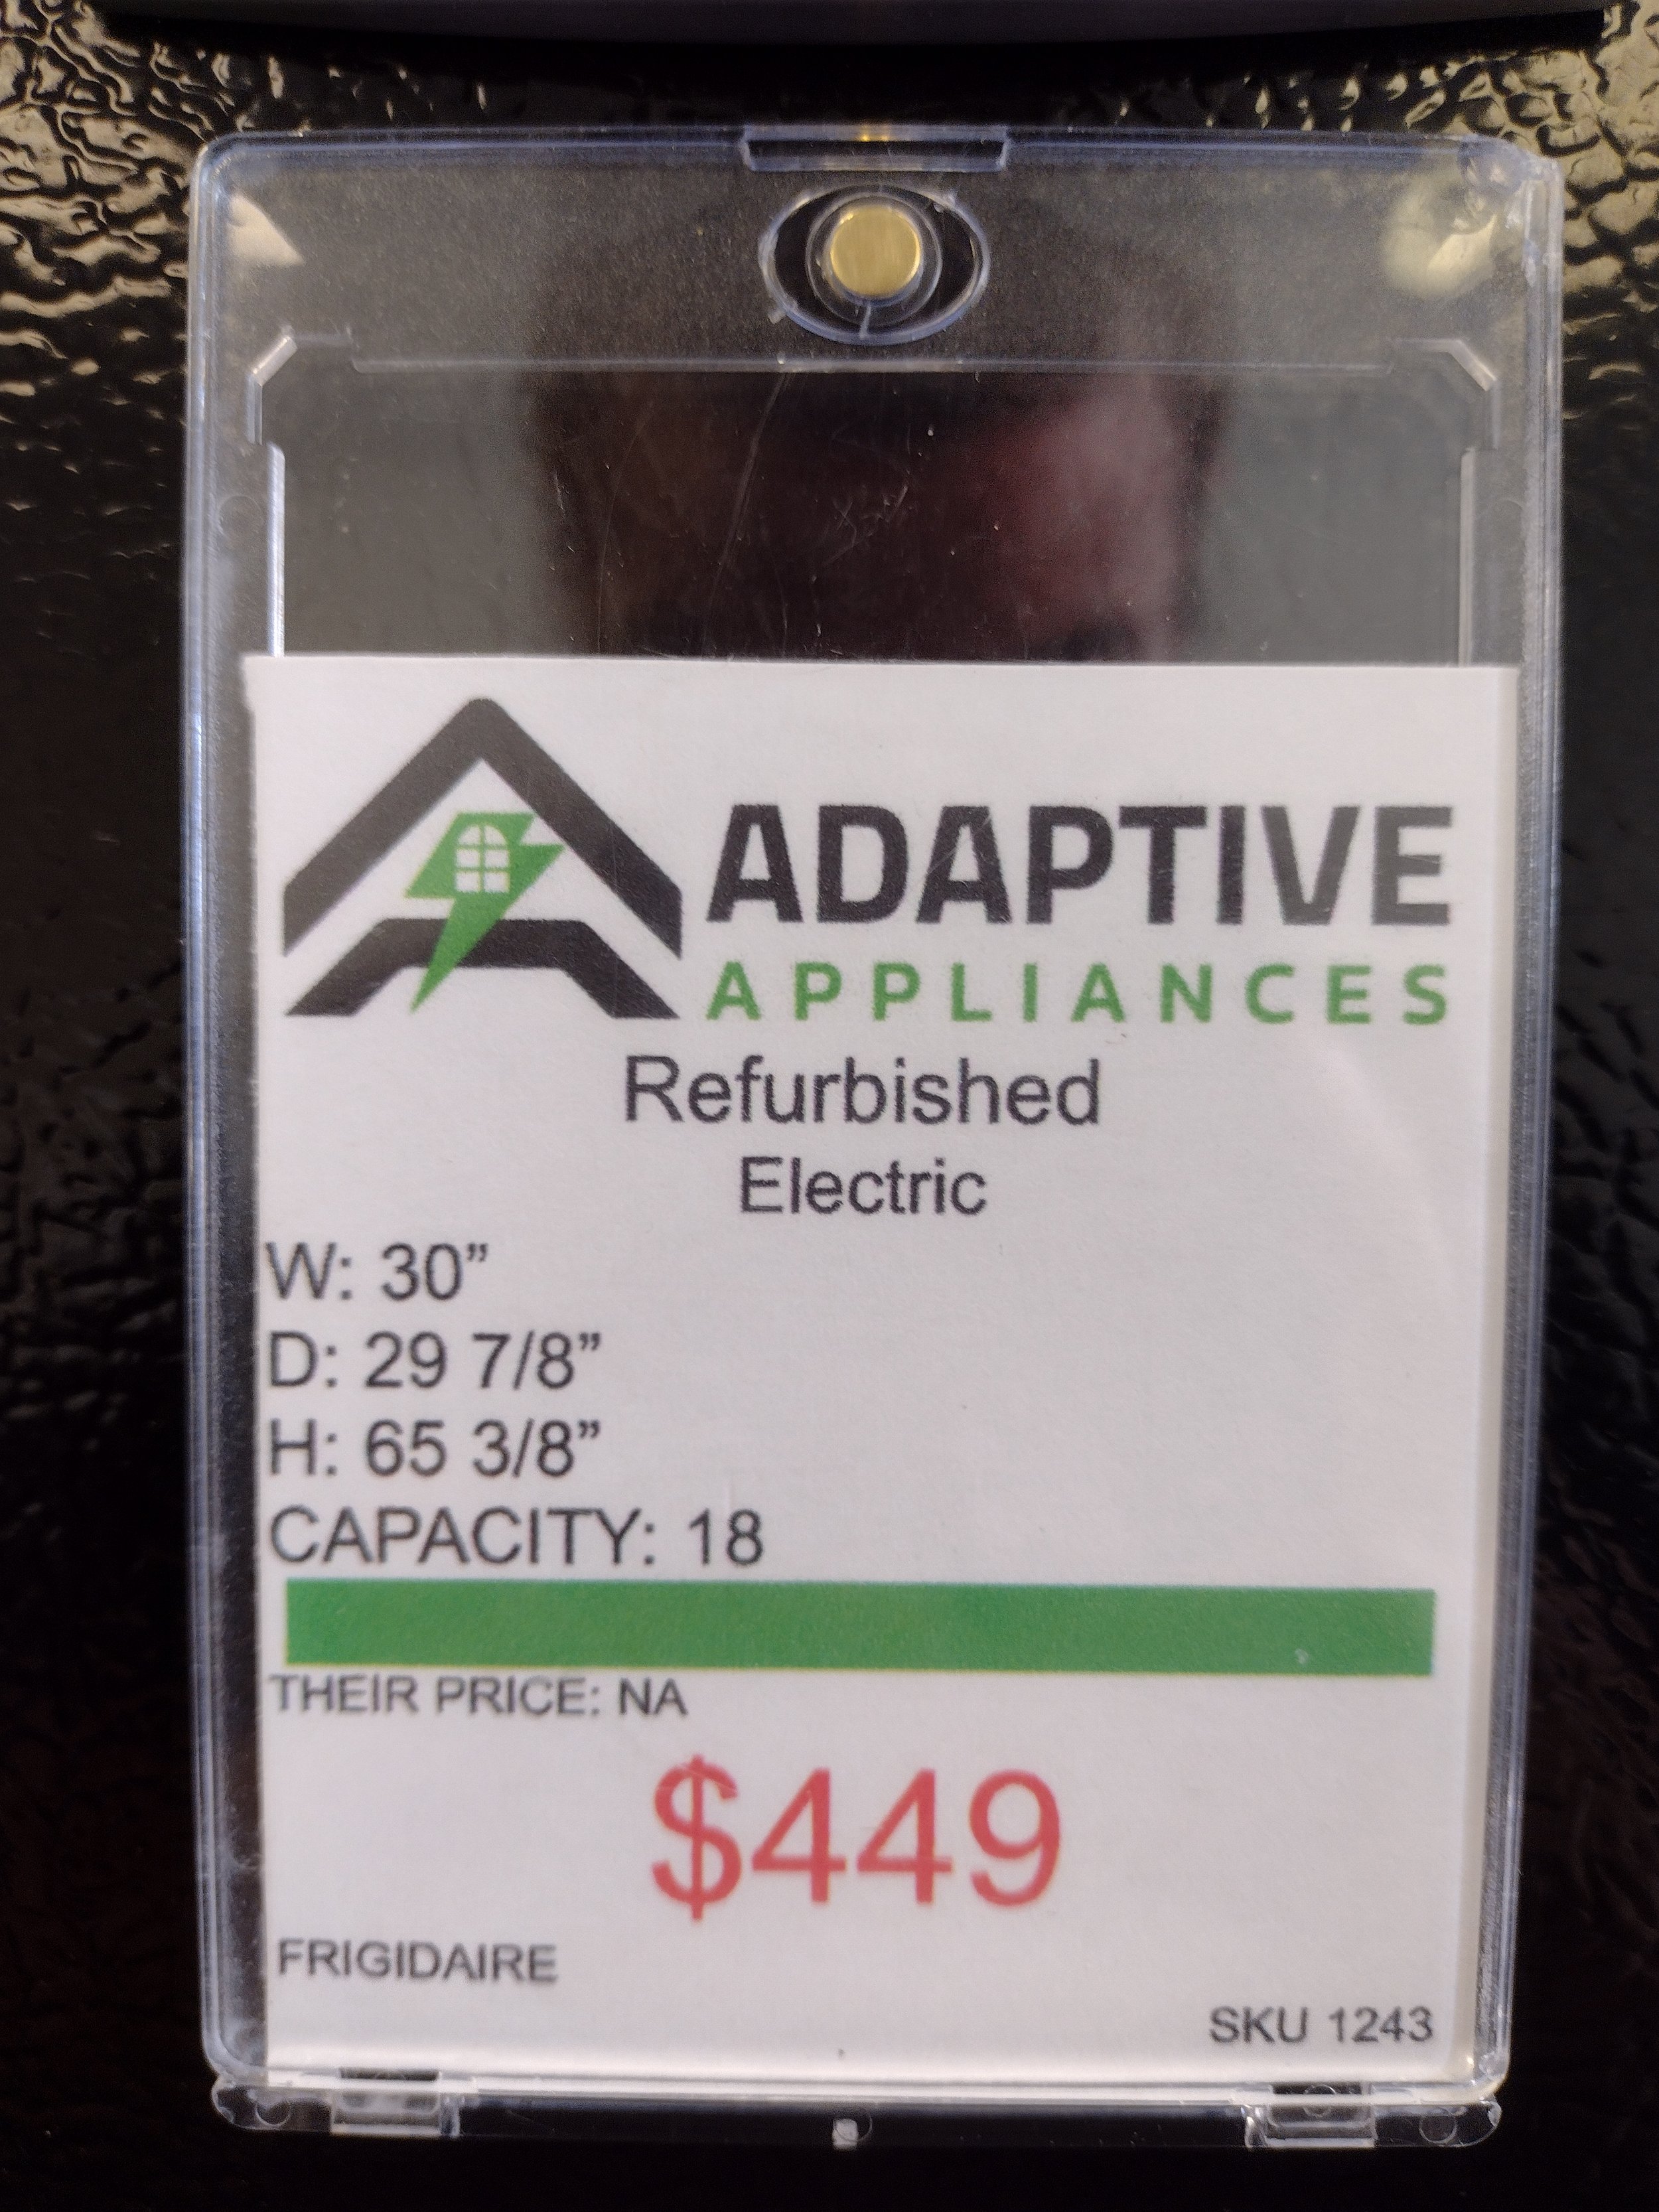 ADAPTIVE
APPLIANCES
Refurbished
Electric
W: 30”
D: 29 7/8”
H: 65 3/8”
CAPACITY: 18
THEIR PRICE: NA
$449
FRIGIDAIRE
SKU 1243